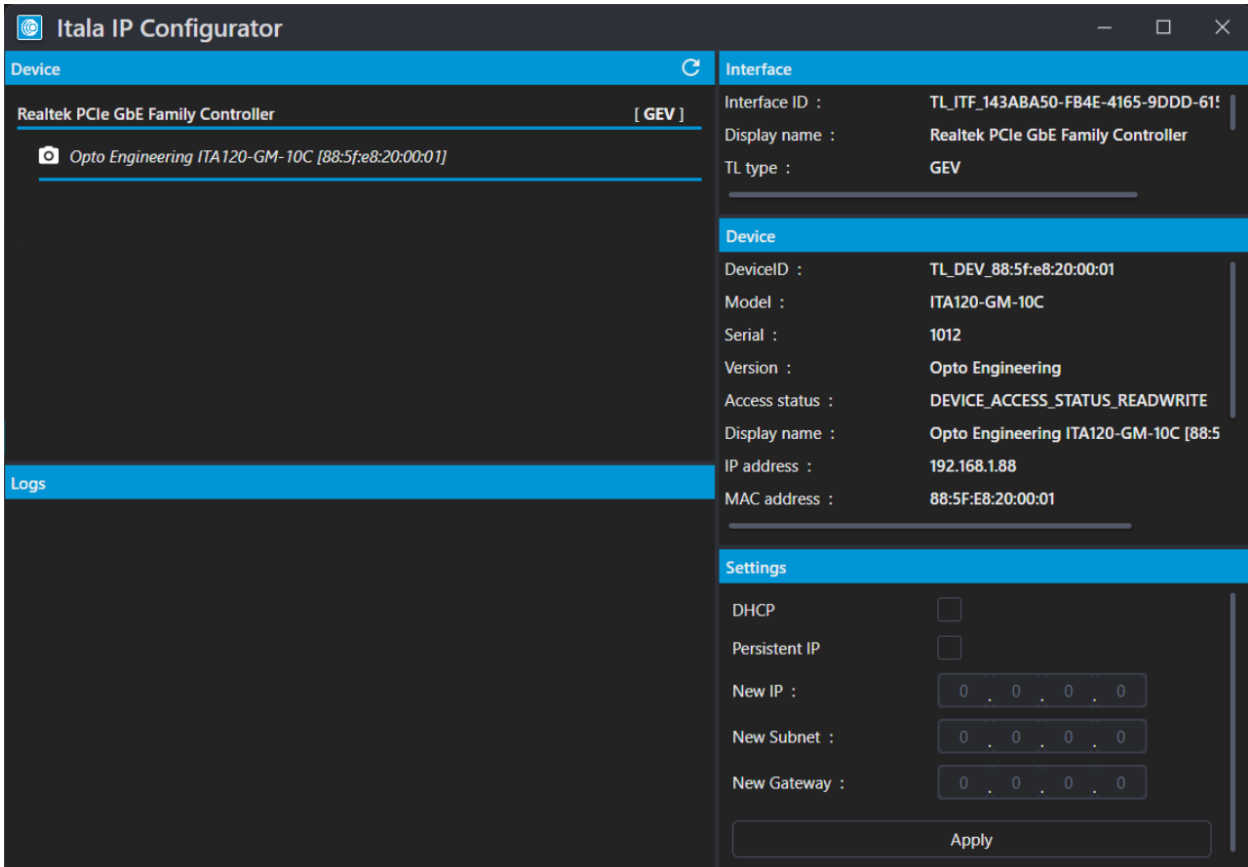 Itala IP Configurator
Device
Realtek PCIe GbE Family Controller [ GEV ]
Opto Engineering ITA120-GM-10C [88:5f:e8:20:00:01]
Logs
Interface
Interface ID : TL_ITF_143ABA50-FB4E-4165-9DDD-615
Display name : Realtek PCIe GbE Family Controller
TL type : GEV
Device
DeviceID : TL_DEV_88:5f:e8:20:00:01
Model : ITA120-GM-10C
Serial : 1012
Version : Opto Engineering
Access status : DEVICE_ACCESS_STATUS_READWRITE
Display name : Opto Engineering ITA120-GM-10C [88:5
IP address : 192.168.1.88
MAC address : 88:5F:E8:20:00:01
Settings
DHCP
Persistent IP
New IP : 0 . 0 . 0 . 0
New Subnet : 0 . 0 . 0 . 0
New Gateway : 0 . 0 . 0 . 0
Apply